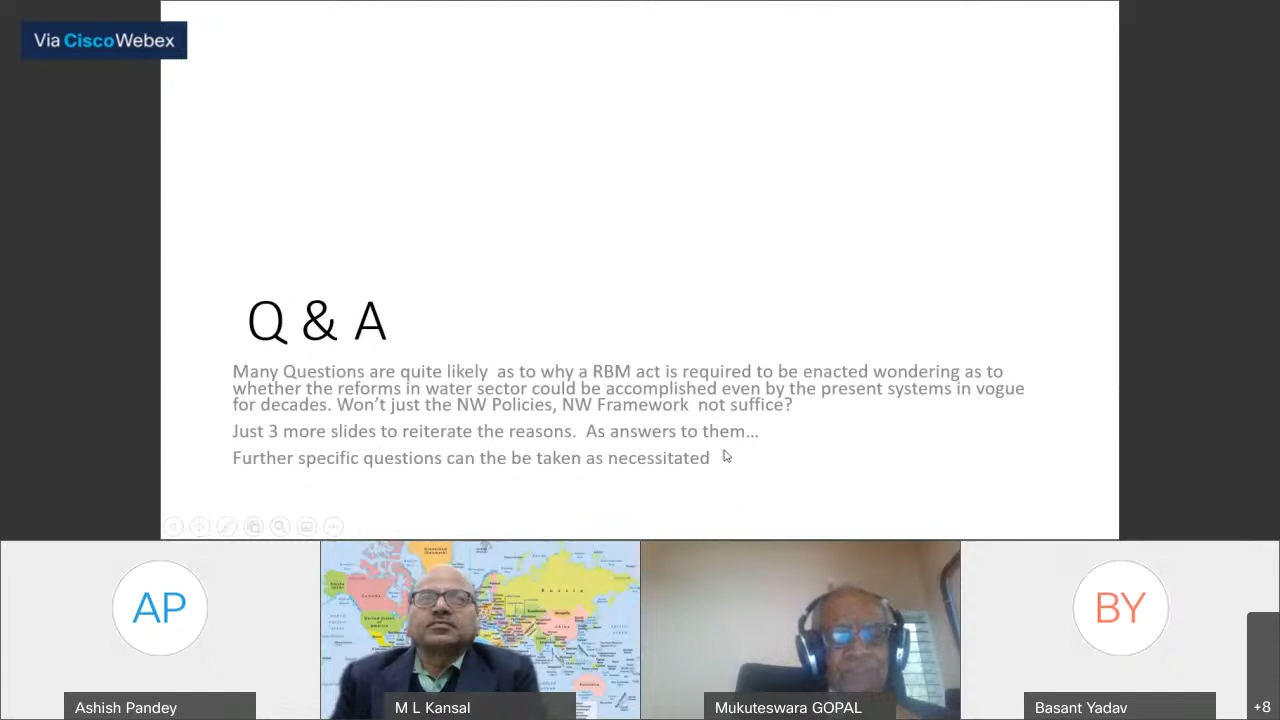 Via CiscoWebex
Q & A
Many Questions are quite likely as to why a RBM act is required to be enacted wondering as to
whether the reforms in water sector could be accomplished even by the present systems in vogue
for decades. Won't just the NW Policies, NW Framework not suffice?
Just 3 more slides to reiterate the reasons. As answers to them...
Further specific questions can the be taken as necessitated
AP
BY
Russia
Canada
China
Ashish Pandey
M L Kansal
Mukuteswara GOPAL
Basant Yadav
+8